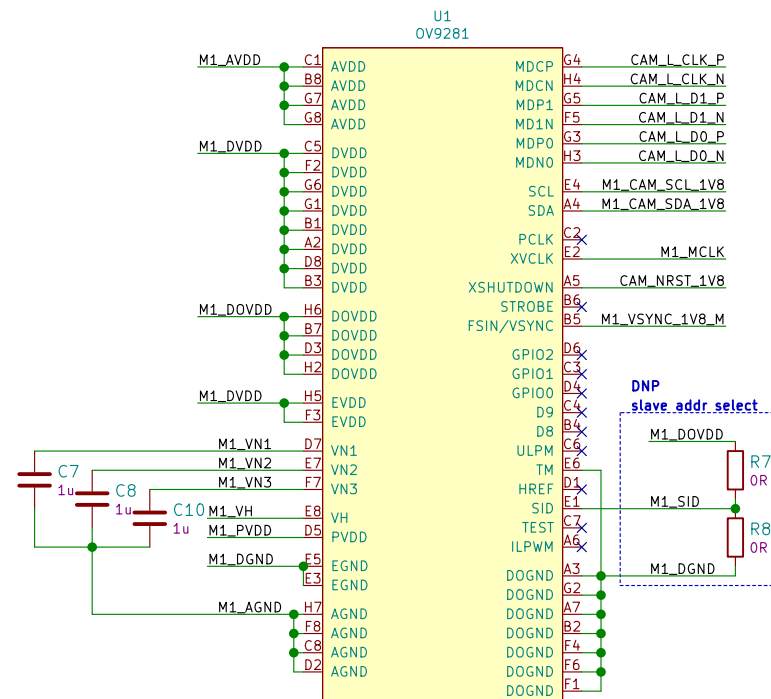 U1
OV9281
M1_AVDD C1 AVDD MDCP G4 CAM_L_CLK_P
B8 AVDD MDCN H4 CAM_L_CLK_N
G7 AVDD MDP1 G5 CAM_L_D1_P
G8 AVDD MD1N F5 CAM_L_D1_N
MDP0 G3 CAM_L_D0_P
M1_DVDD C5 DVDD MDN0 H3 CAM_L_D0_N
F2 DVDD
G6 DVDD SCL E4 M1_CAM_SCL_1V8
G1 DVDD SDA A4 M1_CAM_SDA_1V8
B1 DVDD
A2 DVDD PCLK C2
D8 DVDD XVCLK E2 M1_MCLK
B3 DVDD XSHUTDOWN A5 CAM_NRST_1V8
STROBE B6
M1_DOVDD H6 DOVDD FSIN/VSYNC B5 M1_VSYNC_1V8_M
B7 DOVDD
D3 DOVDD GPIO2 D6
H2 DOVDD GPIO1 C3
GPIO0 D4
DNP
M1_DVDD H5 EVDD D9 C4 slave addr select
F3 EVDD D8 B4
M1_DOVDD
M1_VN1 D7 VN1 ULPM C6
C7 M1_VN2 E7 VN2 TM E6 R7
1u C8 M1_VN3 F7 VN3 HREF D1 0R
1u C10 M1_VH E8 VH SID E1 M1_SID
1u M1_PVDD D5 PVDD TEST C7 R8
ILPWM A6 0R
M1_DGND E5 EGND
E3 EGND DOGND A3 M1_DGND
DOGND G2
M1_AGND H7 AGND DOGND A7
F8 AGND DOGND B2
C8 AGND DOGND F4
D2 AGND DOGND F6
DOGND F1